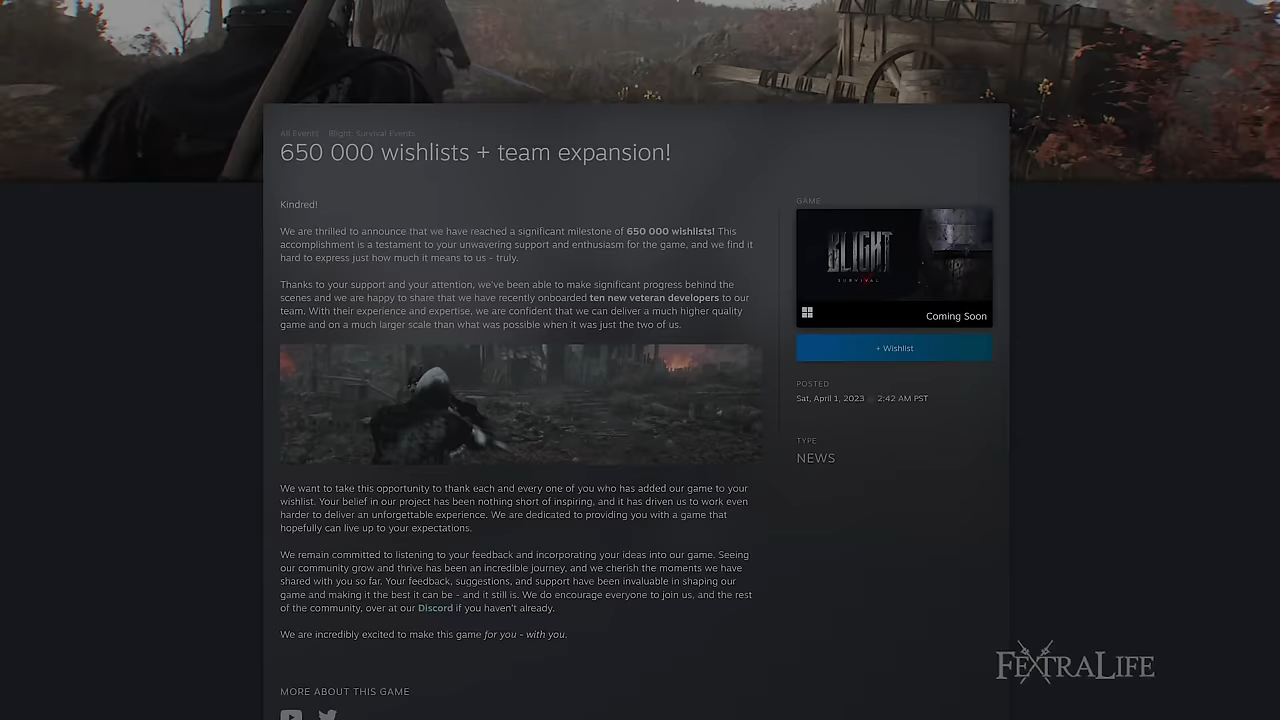 All Events Blight: Survival Events
650 000 wishlists + team expansion!
Kindred!
We are thrilled to announce that we have reached a significant milestone of 650 000 wishlists! This
accomplishment is a testament to your unwavering support and enthusiasm for the game, and we find it
hard to express just how much it means to us - truly.
Thanks to your support and your attention, we've been able to make significant progress behind the
scenes and we are happy to share that we have recently onboarded ten new veteran developers to our
team. With their experience and expertise, we are confident that we can deliver a much higher quality
game and on a much larger scale than what was possible when it was just the two of us.
We want to take this opportunity to thank each and every one of you who has added our game to your
wishlist. Your belief in our project has been nothing short of inspiring, and it has driven us to work even
harder to deliver an unforgettable experience. We are dedicated to providing you with a game that
hopefully can live up to your expectations.
We remain committed to listening to your feedback and incorporating your ideas into our game. Seeing
our community grow and thrive has been an incredible journey, and we cherish the moments we have
shared with you so far. Your feedback, suggestions, and support have been invaluable in shaping our
game and making it the best it can be - and it still is. We do encourage everyone to join us, and the rest
of the community, over at our Discord if you haven't already.
We are incredibly excited to make this game for you - with you.
MORE ABOUT THIS GAME
GAME
BLIGHT
SURVIVAL
Coming Soon
+ Wishlist
POSTED
Sat, April 1, 2023 2:42 AM PST
TYPE
NEWS
FEXTRALIFE